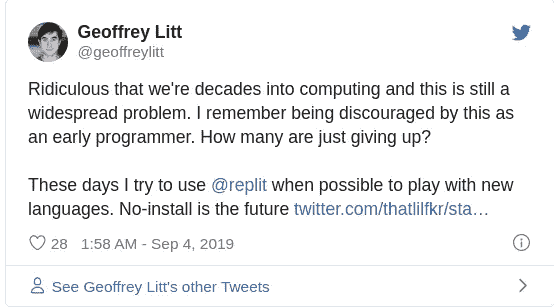 Geoffrey Litt
@geoffreylitt
Ridiculous that we're decades into computing and this is still a
widespread problem. I remember being discouraged by this as
an early programmer. How many are just giving up?
These days I try to use @replit when possible to play with new
languages. No-install is the future twitter.com/thatlilfkr/sta…
28 1:58 AM - Sep 4, 2019
See Geoffrey Litt's other Tweets